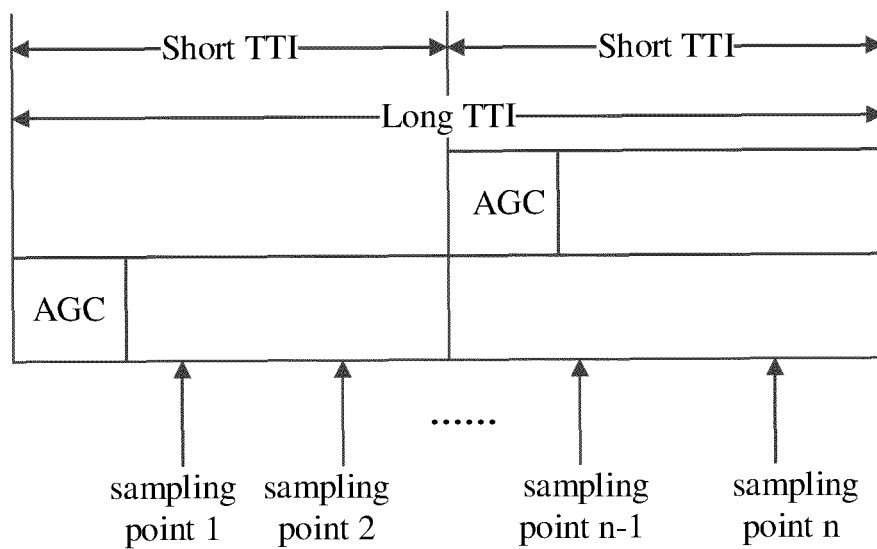 Short TTI
Short TTI
Long TTI
AGC
AGC
......
sampling
point 1
sampling
point 2
sampling
point n-1
sampling
point n